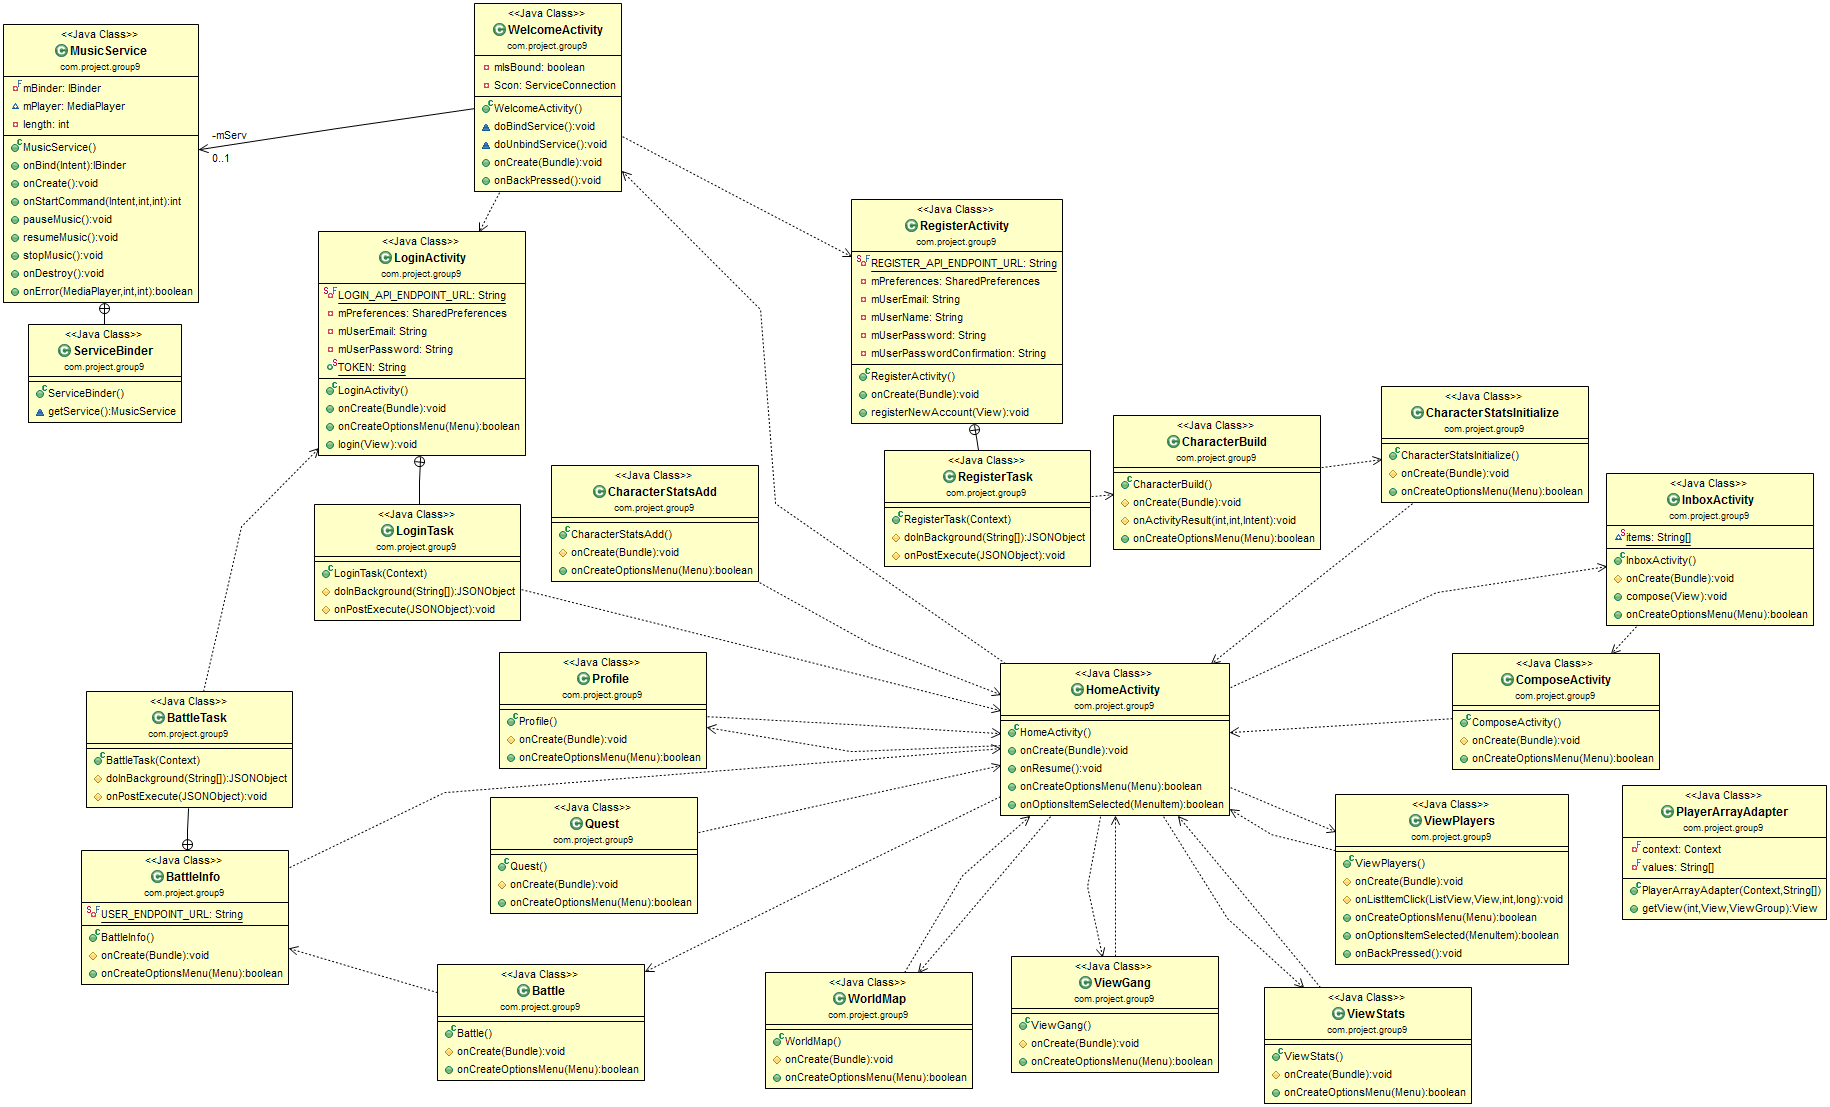 <<Java Class>>
MusicService
com.project.group9
mBinder: IBinder
mPlayer: MediaPlayer
length: int
MusicService()
onBind(Intent):IBinder
onCreate():void
onStartCommand(Intent,int,int):int
pauseMusic():void
resumeMusic():void
stopMusic():void
onDestroy():void
onError(MediaPlayer,int,int):boolean
<<Java Class>>
ServiceBinder
com.project.group9
ServiceBinder()
getService():MusicService
-mServ
0..1
<<Java Class>>
WelcomeActivity
com.project.group9
mIsBound: boolean
Scon: ServiceConnection
WelcomeActivity()
doBindService():void
doUnbindService():void
onCreate(Bundle):void
onBackPressed():void
<<Java Class>>
LoginActivity
com.project.group9
LOGIN_API_ENDPOINT_URL: String
mPreferences: SharedPreferences
mUserEmail: String
mUserPassword: String
TOKEN: String
LoginActivity()
onCreate(Bundle):void
onCreateOptionsMenu(Menu):boolean
login(View):void
<<Java Class>>
RegisterActivity
com.project.group9
REGISTER_API_ENDPOINT_URL: String
mPreferences: SharedPreferences
mUserEmail: String
mUserName: String
mUserPassword: String
mUserPasswordConfirmation: String
RegisterActivity()
onCreate(Bundle):void
registerNewAccount(View):void
<<Java Class>>
LoginTask
com.project.group9
LoginTask(Context)
doInBackground(String[]):JSONObject
onPostExecute(JSONObject):void
<<Java Class>>
CharacterStatsAdd
com.project.group9
CharacterStatsAdd()
onCreate(Bundle):void
onCreateOptionsMenu(Menu):boolean
<<Java Class>>
RegisterTask
com.project.group9
RegisterTask(Context)
doInBackground(String[]):JSONObject
onPostExecute(JSONObject):void
<<Java Class>>
CharacterBuild
com.project.group9
CharacterBuild()
onCreate(Bundle):void
onActivityResult(int,int,Intent):void
onCreateOptionsMenu(Menu):boolean
<<Java Class>>
CharacterStatsInitialize
com.project.group9
CharacterStatsInitialize()
onCreate(Bundle):void
onCreateOptionsMenu(Menu):boolean
<<Java Class>>
InboxActivity
com.project.group9
items: String[]
InboxActivity()
onCreate(Bundle):void
compose(View):void
onCreateOptionsMenu(Menu):boolean
<<Java Class>>
BattleTask
com.project.group9
BattleTask(Context)
doInBackground(String[]):JSONObject
onPostExecute(JSONObject):void
<<Java Class>>
Profile
com.project.group9
Profile()
onCreate(Bundle):void
onCreateOptionsMenu(Menu):boolean
<<Java Class>>
HomeActivity
com.project.group9
HomeActivity()
onCreate(Bundle):void
onResume():void
onCreateOptionsMenu(Menu):boolean
onOptionsItemSelected(MenuItem):boolean
<<Java Class>>
ComposeActivity
com.project.group9
ComposeActivity()
onCreate(Bundle):void
onCreateOptionsMenu(Menu):boolean
<<Java Class>>
Quest
com.project.group9
Quest()
onCreate(Bundle):void
onCreateOptionsMenu(Menu):boolean
<<Java Class>>
ViewPlayers
com.project.group9
ViewPlayers()
onCreate(Bundle):void
onListItemClick(ListView,View,int,long):void
onCreateOptionsMenu(Menu):boolean
onOptionsItemSelected(MenuItem):boolean
onBackPressed():void
<<Java Class>>
PlayerArrayAdapter
com.project.group9
context: Context
values: String[]
PlayerArrayAdapter(Context,String[])
getView(int,View,ViewGroup):View
<<Java Class>>
BattleInfo
com.project.group9
USER_ENDPOINT_URL: String
BattleInfo()
onCreate(Bundle):void
onCreateOptionsMenu(Menu):boolean
<<Java Class>>
Battle
com.project.group9
Battle()
onCreate(Bundle):void
onCreateOptionsMenu(Menu):boolean
<<Java Class>>
WorldMap
com.project.group9
WorldMap()
onCreate(Bundle):void
onCreateOptionsMenu(Menu):boolean
<<Java Class>>
ViewGang
com.project.group9
ViewGang()
onCreate(Bundle):void
onCreateOptionsMenu(Menu):boolean
<<Java Class>>
ViewStats
com.project.group9
ViewStats()
onCreate(Bundle):void
onCreateOptionsMenu(Menu):boolean